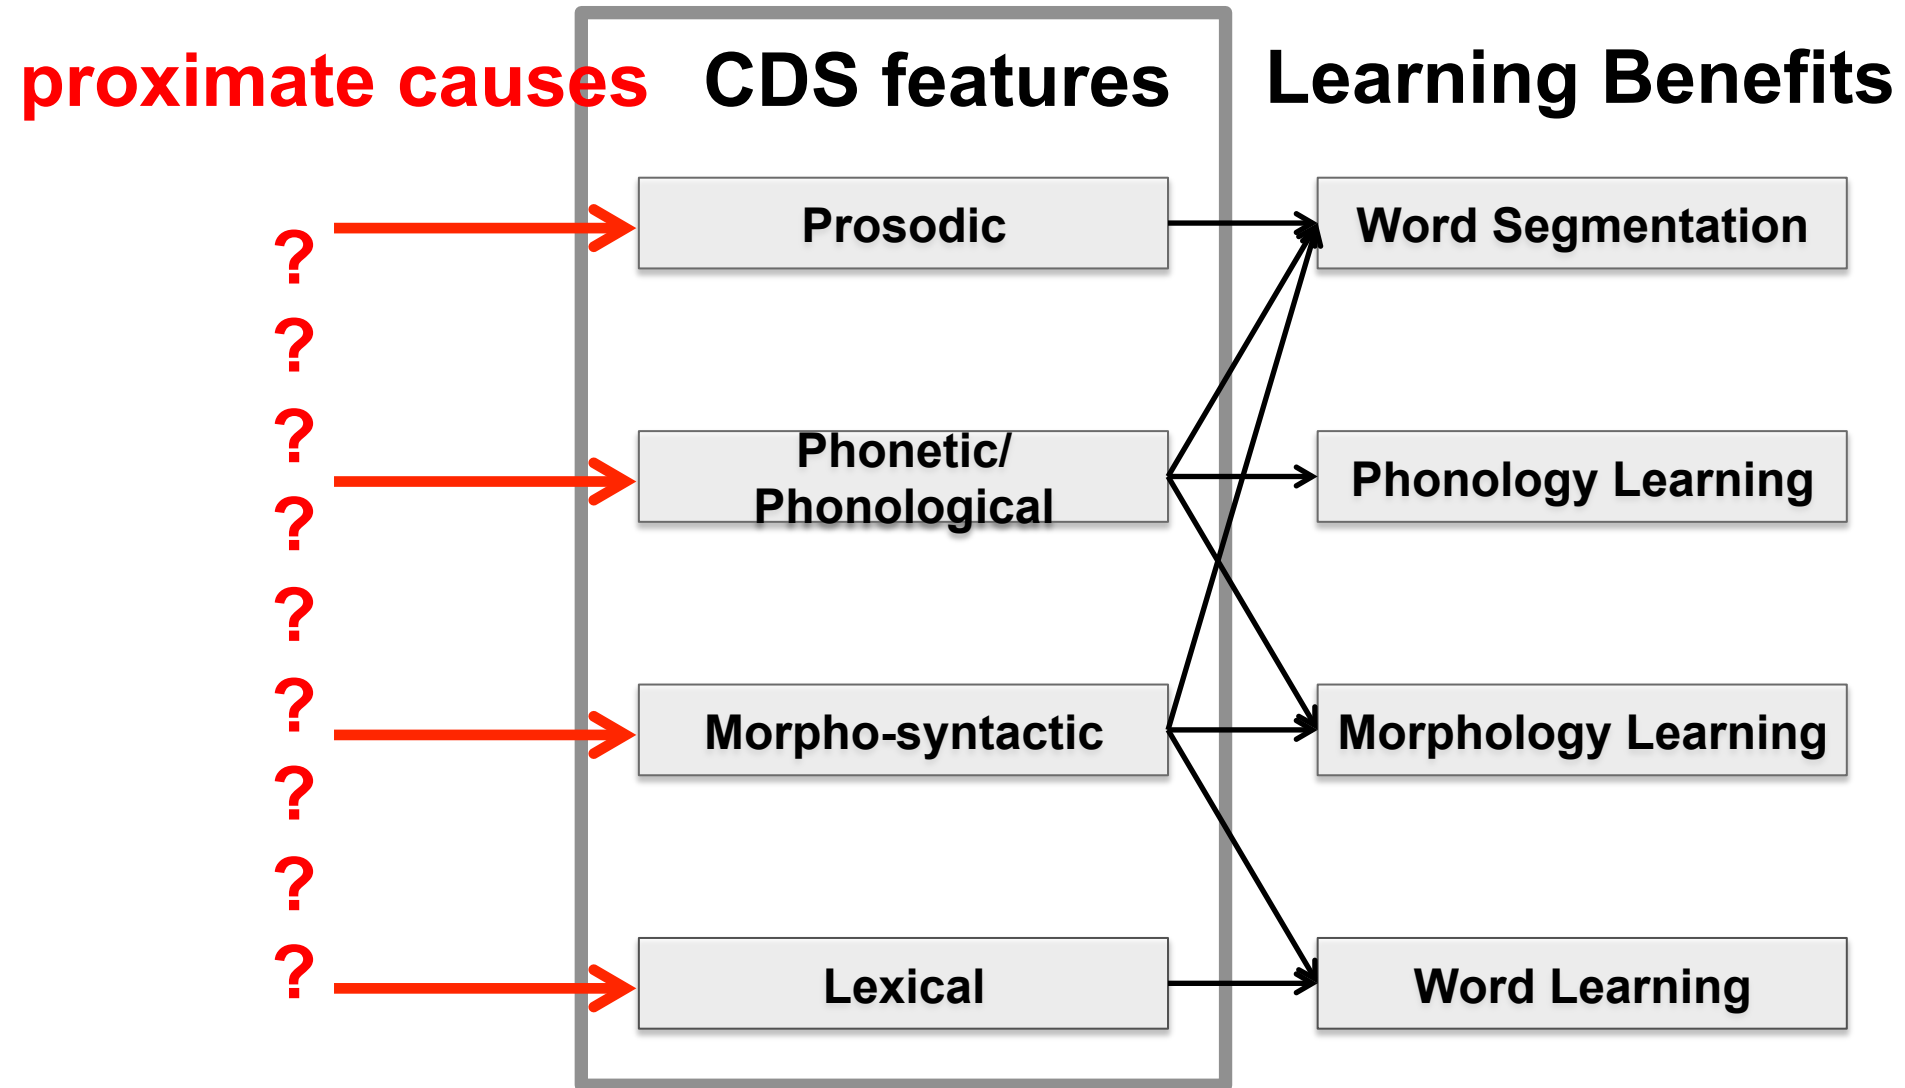 proximate causes
CDS features
Learning Benefits
?
?
?
?
?
?
?
?
?
Prosodic
Word Segmentation
Phonetic/
Phonological
Phonology Learning
Morpho-syntactic
Morphology Learning
Lexical
Word Learning